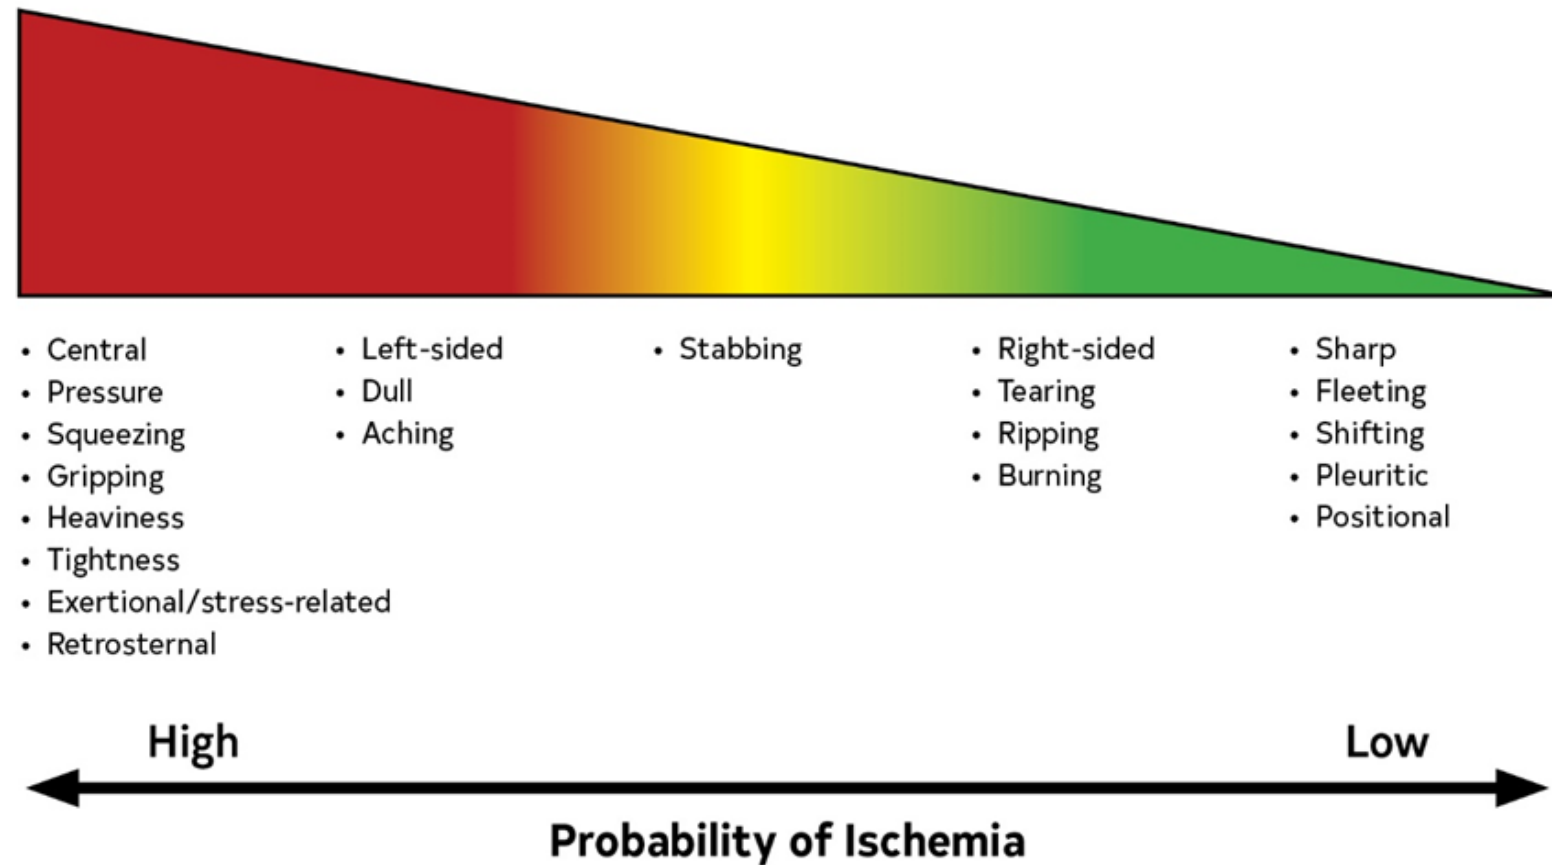 • Central
• Pressure
• Squeezing
• Gripping
• Heaviness
• Tightness
• Exertional/stress-related
• Retrosternal
• Left-sided
• Dull
• Aching
• Stabbing
• Right-sided
• Tearing
• Ripping
• Burning
• Sharp
• Fleeting
• Shifting
• Pleuritic
• Positional
High
Low
Probability of Ischemia